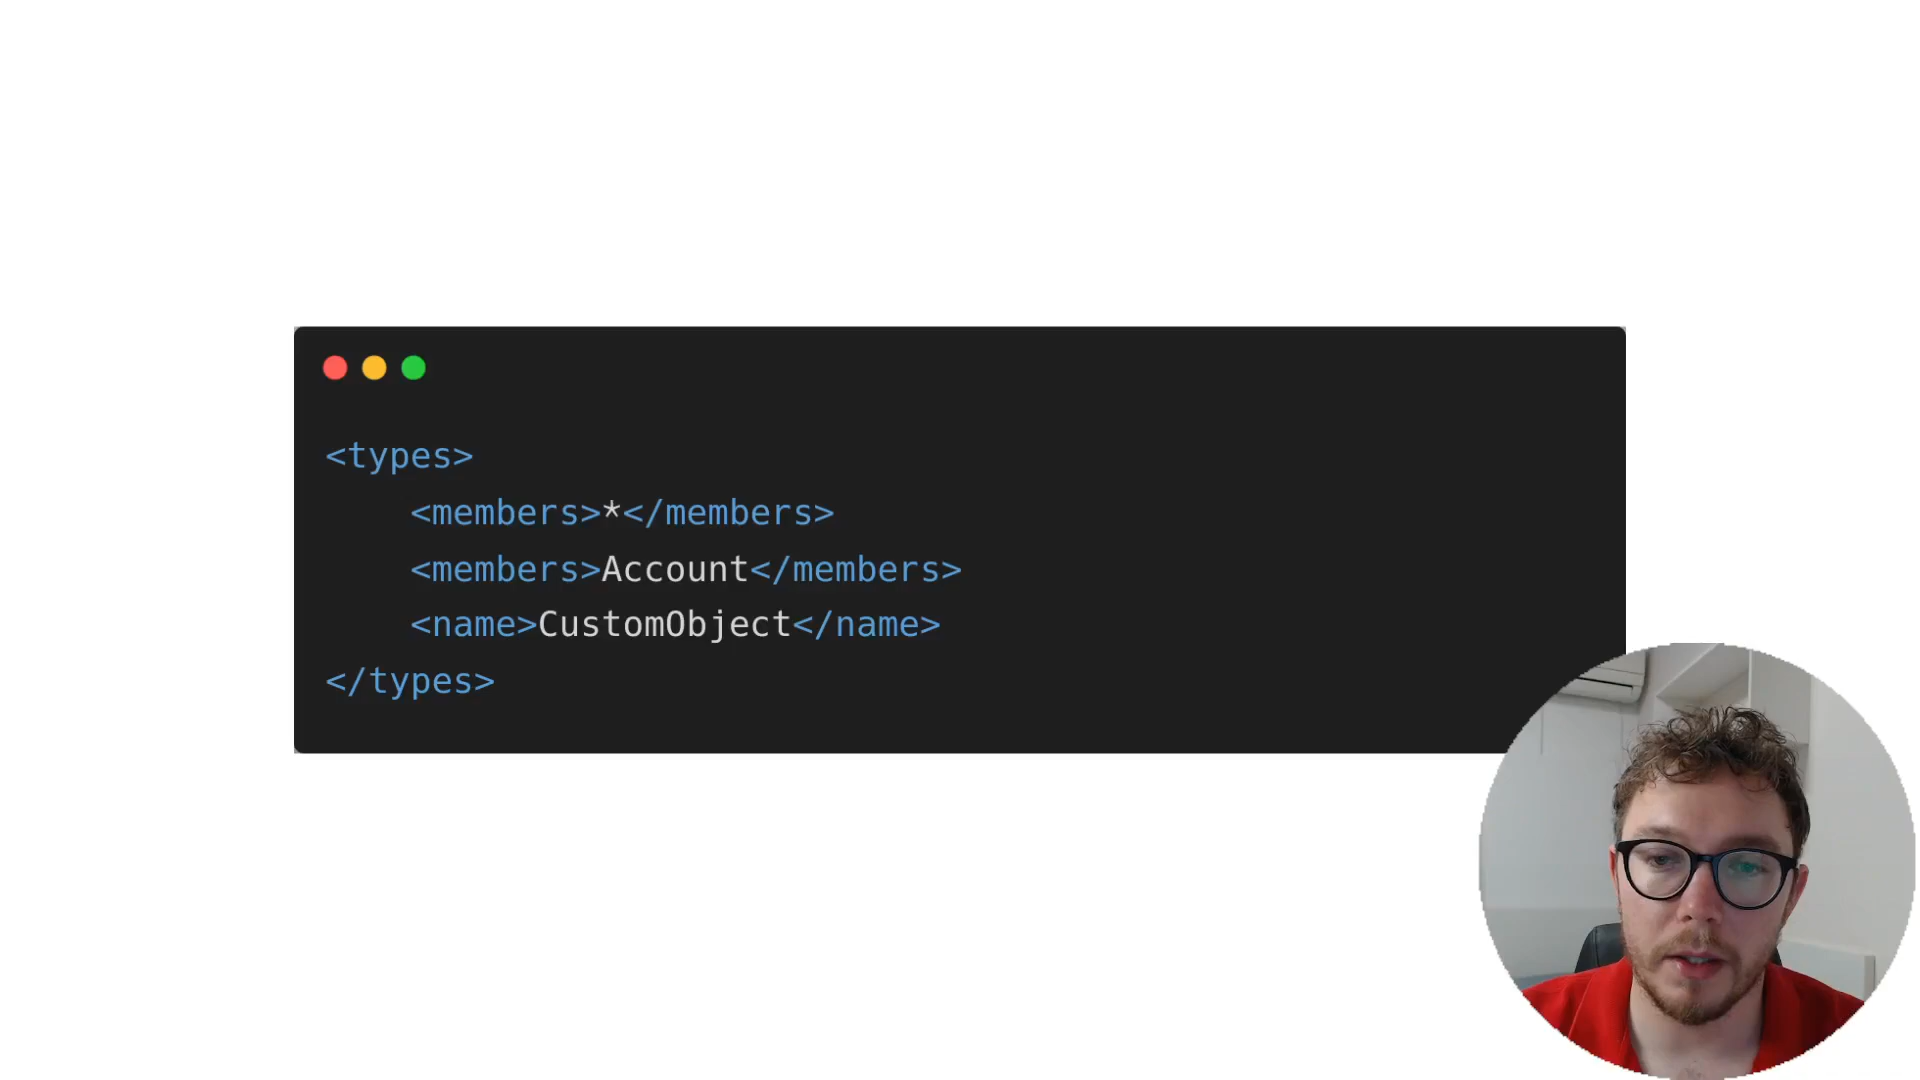 <types>
    <members>*</members>
    <members>Account</members>
    <name>CustomObject</name>
</types>